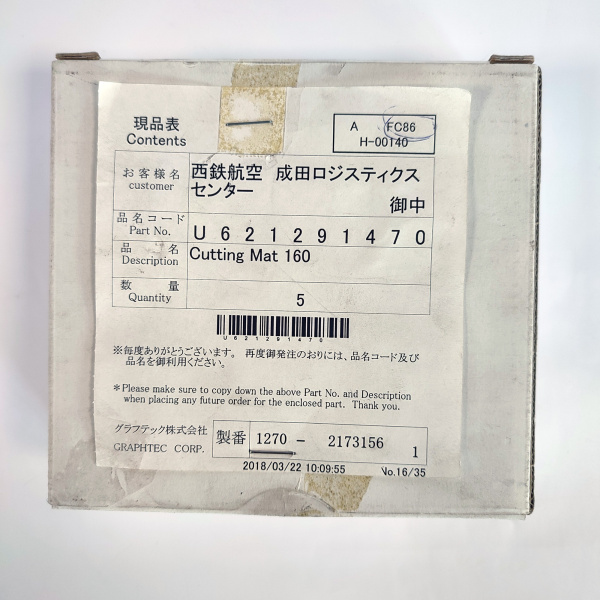 現品表
Contents
A FC86
H-00140
お客様名
customer
西鉄航空 成田ロジスティクス
センター
御中
品名コード
Part No.
U621291470
品名
Description
Cutting Mat 160
数量
Quantity
5
U621291470
※毎度ありがとうございます。 再度御発注のおりには、品名コード及び
品名を御利用ください。
*Please make sure to copy down the above Part No. and Description
when placing any future order for the enclosed part. Thank you.
グラフテック株式会社
GRAPHTEC CORP.
製番 1270 - 2173156 1
2018/03/22 10:09:55 No.16/35